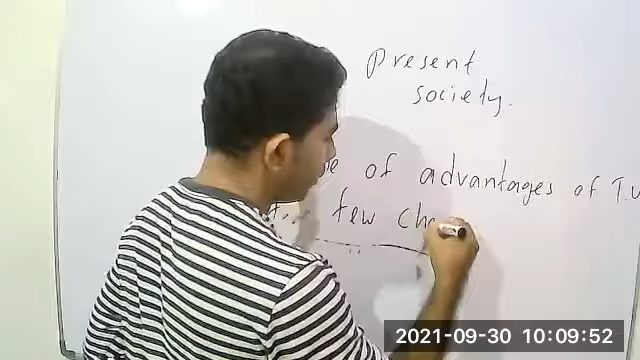 Present
society.
of advantages of T.V
few
2021-09-30 10:09:52